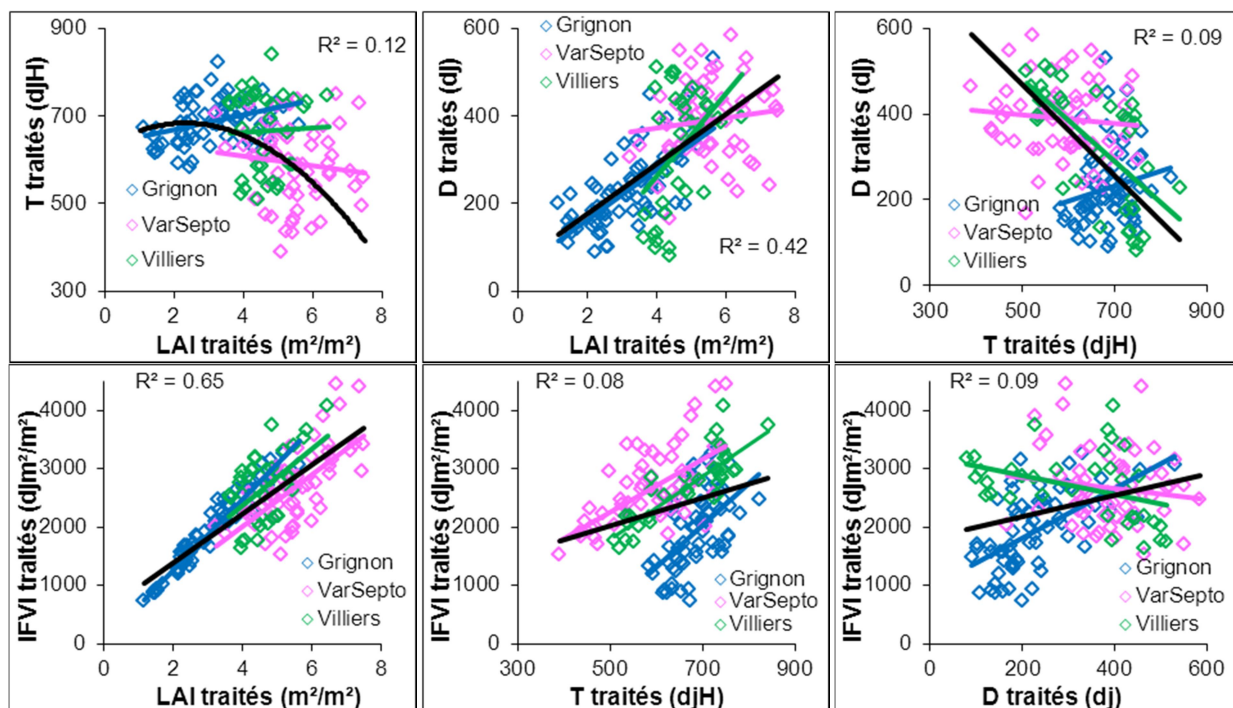 T traités (djH)
900
700
500
300
R² = 0.12
Grignon
VarSepto
Villiers
0 2 4 6 8
LAI traités (m²/m²)
D traités (dj)
600
400
200
0
Grignon
VarSepto
Villiers
R² = 0.42
0 2 4 6 8
LAI traités (m²/m²)
D traités (dj)
600
400
200
0
R² = 0.09
Grignon
VarSepto
Villiers
300 500 700 900
T traités (djH)
IFVI traités (djm²/m²)
4000
3000
2000
1000
0
R² = 0.65
Grignon
VarSepto
Villiers
0 2 4 6 8
LAI traités (m²/m²)
IFVI traités (djm²/m²)
4000
3000
2000
1000
0
R² = 0.08
Grignon
VarSepto
Villiers
300 500 700 900
T traités (djH)
IFVI traités (djm²/m²)
4000
3000
2000
1000
0
R² = 0.09
Grignon
VarSepto
Villiers
0 200 400 600
D traités (dj)